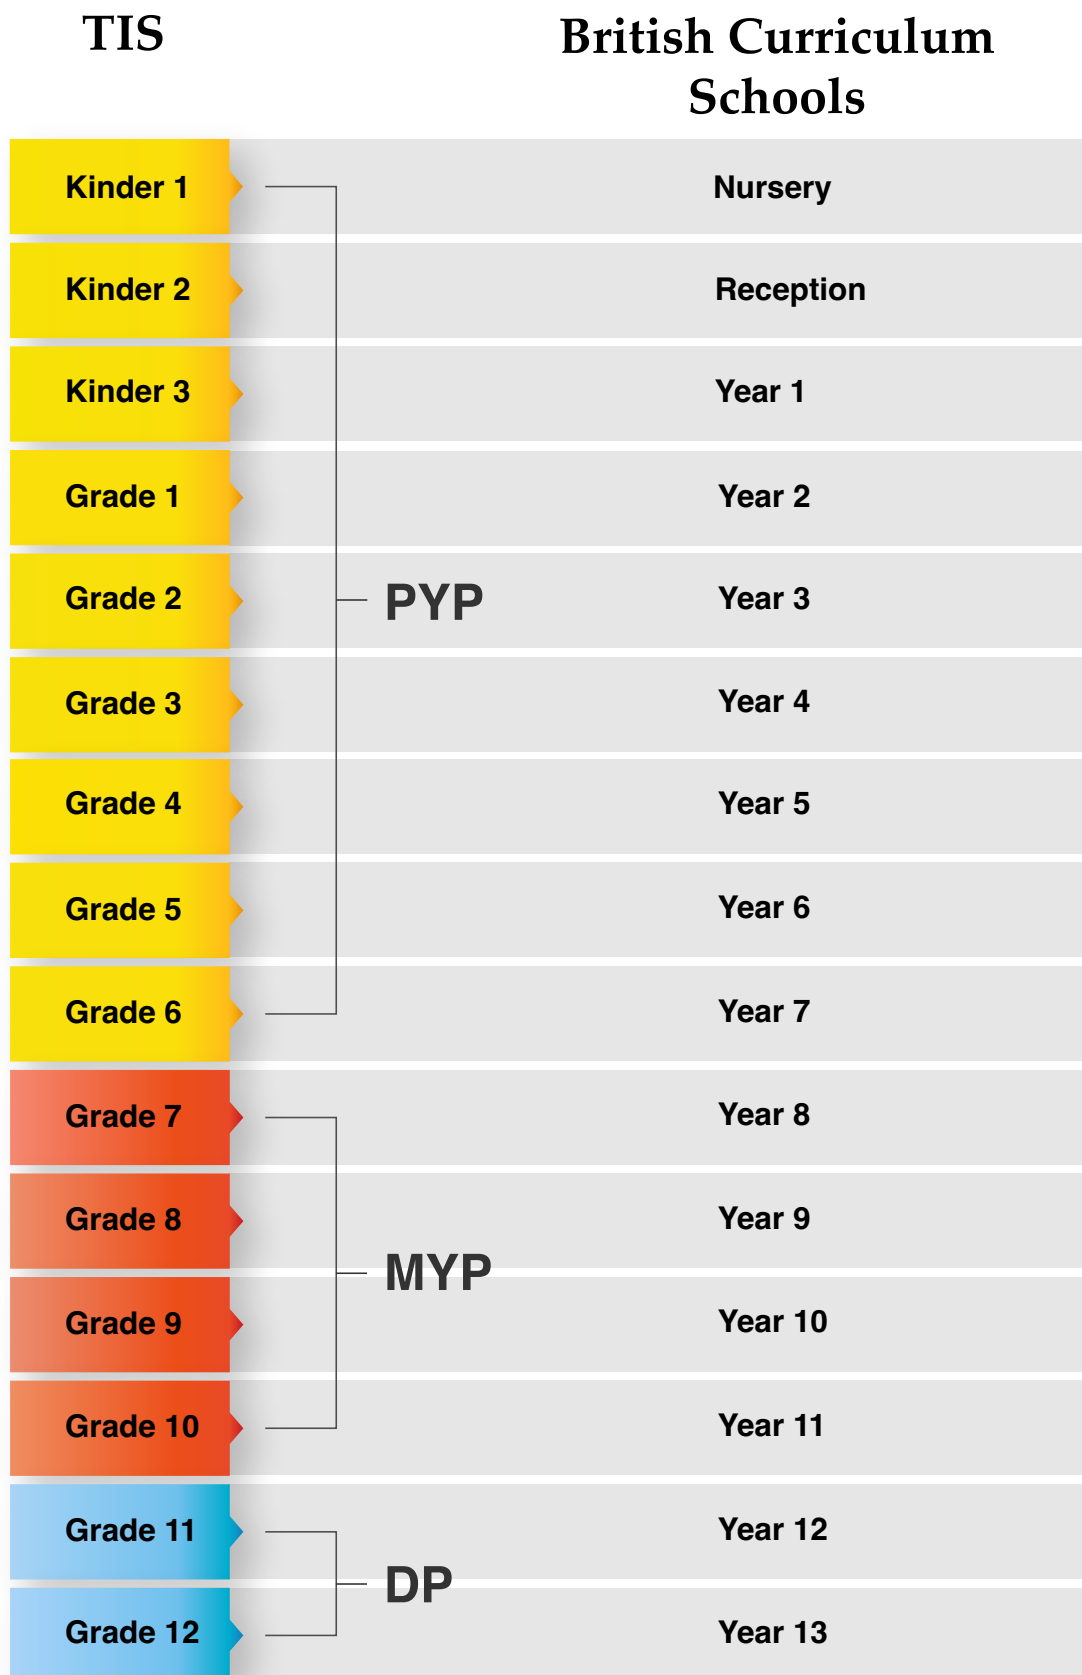 TIS
British Curriculum
Schools
Kinder 1
Nursery
Kinder 2
Reception
Kinder 3
Year 1
Grade 1
Year 2
Grade 2
PYP
Year 3
Grade 3
Year 4
Grade 4
Year 5
Grade 5
Year 6
Grade 6
Year 7
Grade 7
Year 8
Grade 8
Year 9
MYP
Grade 9
Year 10
Grade 10
Year 11
Grade 11
Year 12
DP
Grade 12
Year 13